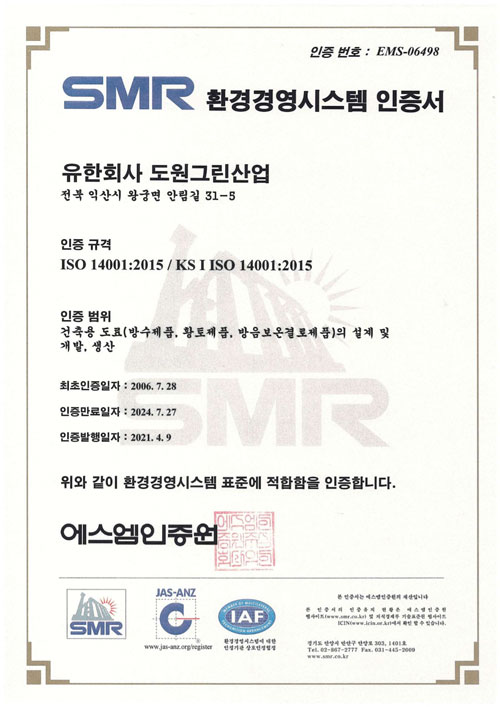 인증 번호 : EMS-06498
SMR 환경경영시스템 인증서
유한회사 도원그린산업
전북 익산시 왕궁면 안림길 31-5
인증 규격
ISO 14001:2015 / KS I ISO 14001:2015
인증 범위
건축용 도료(방수제품, 황토제품, 방음보온결로제품)의 설계 및
개발, 생산
SMR
최초인증일자 : 2006. 7. 28
인증만료일자 : 2024. 7. 27
인증발행일자 : 2021. 4. 9
위와 같이 환경경영시스템 표준에 적합함을 인증합니다.
에스엠인증원
SMR
JAS-ANZ
C
www.jas-anz.org/register
IAF
환경경영시스템에 대한
인정기관 상호인정협정
본 인증서는 에스엠인증원의 재산입니다
본 인증서의 인증유지 현황은 에스엠인증원
웹사이트(www.smr.co.kr) 및 국가기술표준원 웹사이트
ICIN(www.icin.or.kr)에서 확인 할 수 있습니다.
경기도 안양시 만안구 안양로 303, 1401호
Tel. 02-867-2777 Fax. 031-445-2669
www.smr.co.kr